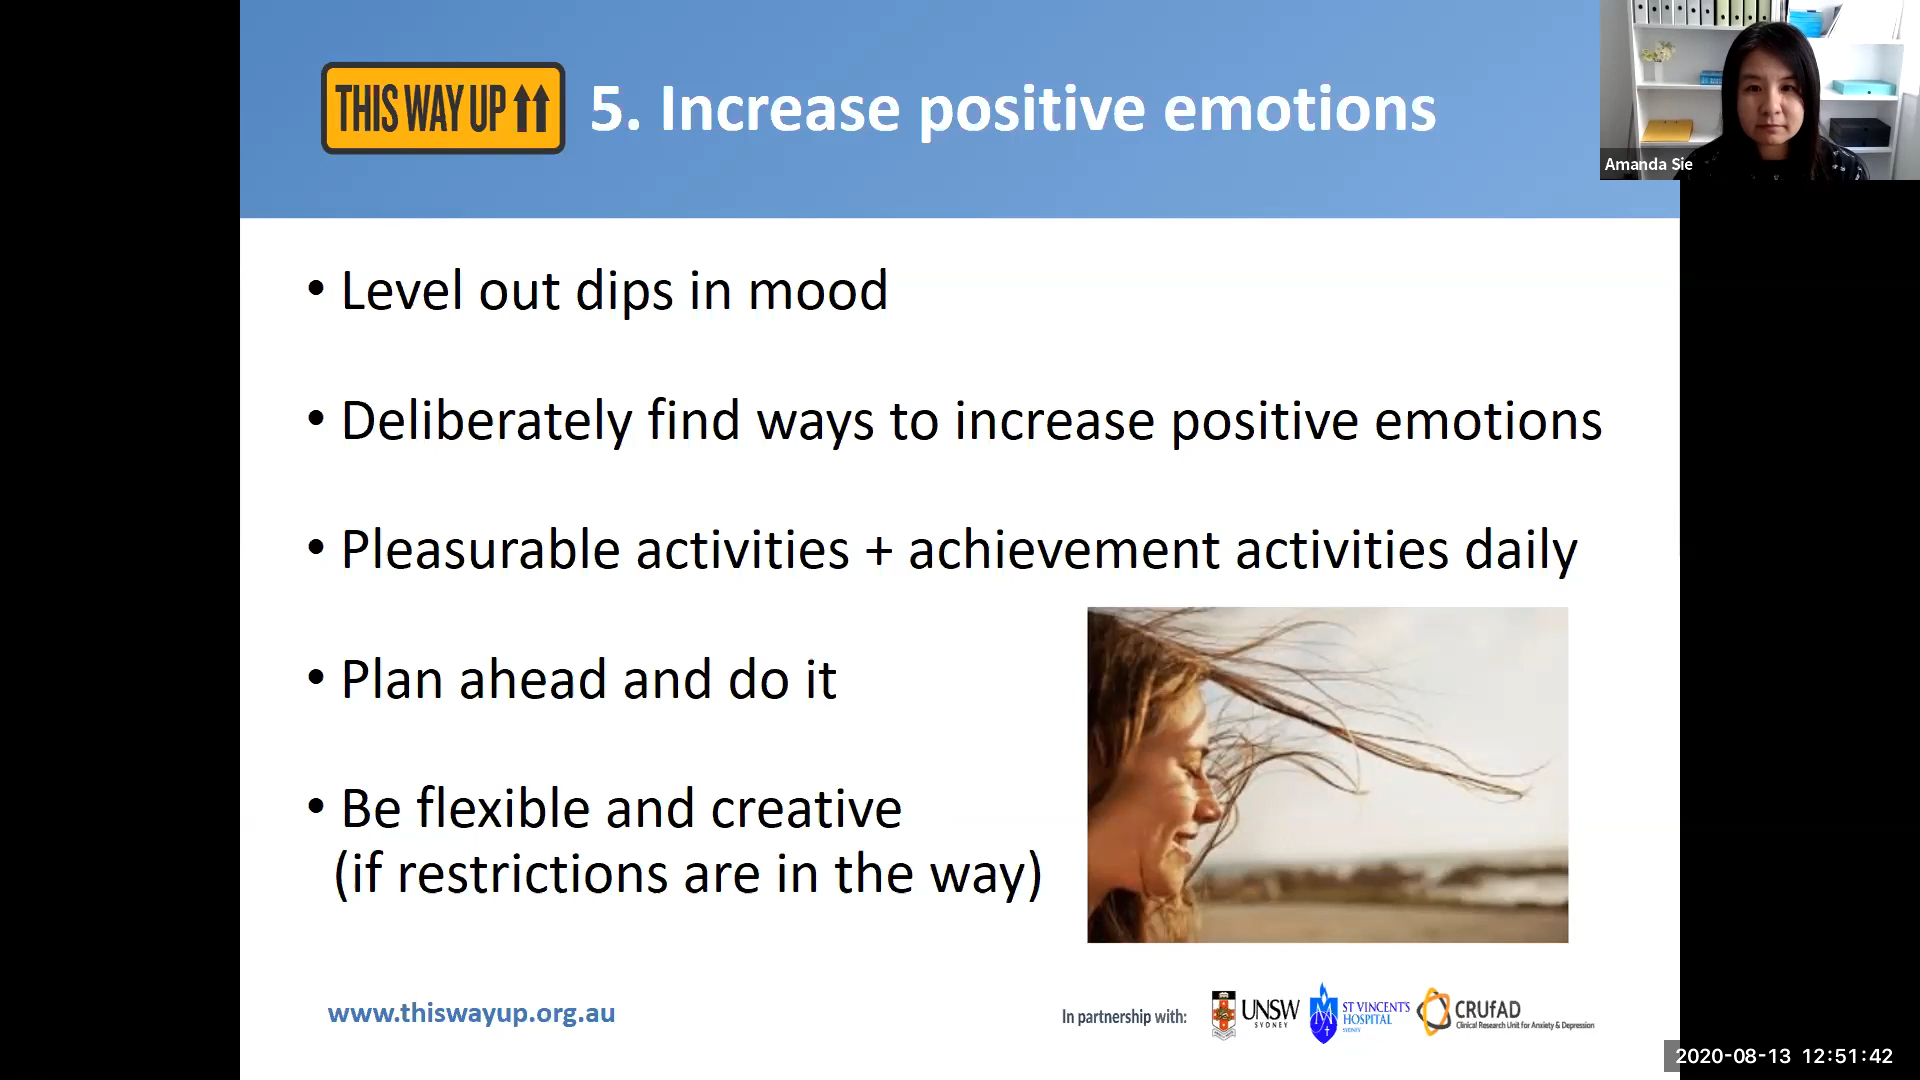 THIS WAY UP
5. Increase positive emotions
Amanda Sie
• Level out dips in mood
• Deliberately find ways to increase positive emotions
• Pleasurable activities + achievement activities daily
• Plan ahead and do it
• Be flexible and creative
(if restrictions are in the way)
www.thiswayup.org.au
In partnership with:
UNSW
SYDNEY
ST VINCENT'S
HOSPITAL
SYDNEY
CRUfAD
Clinical Research Unit for Anxiety & Depression
2020-08-13 12:51:42